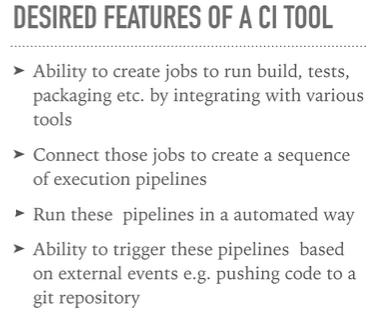 DESIRED FEATURES OF A CI TOOL
➤ Ability to create jobs to run build, tests,
packaging etc. by integrating with various
tools
➤ Connect those jobs to create a sequence
of execution pipelines
➤ Run these pipelines in a automated way
➤ Ability to trigger these pipelines based
on external events e.g. pushing code to a
git repository